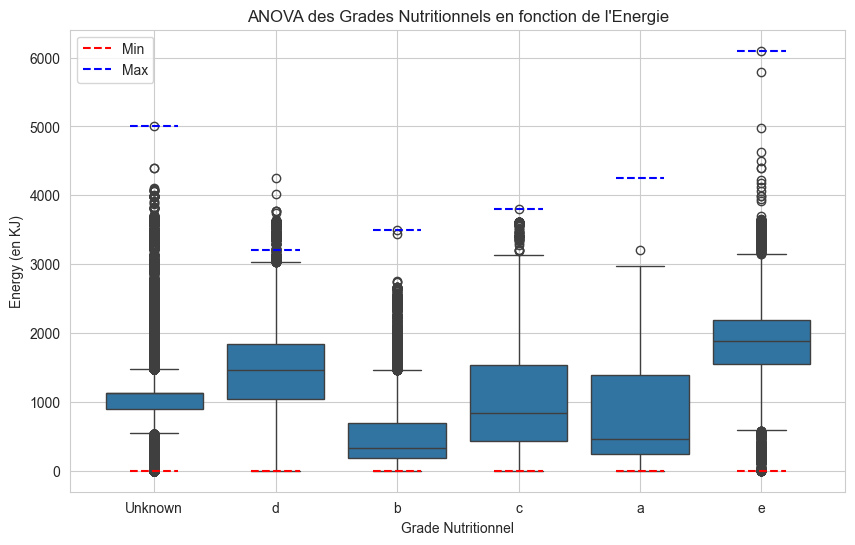 ANOVA des Grades Nutritionnels en fonction de l'Energie
Min
Max
Energy (en KJ)
6000
5000
4000
3000
2000
1000
0
Unknown d b c a e
Grade Nutritionnel